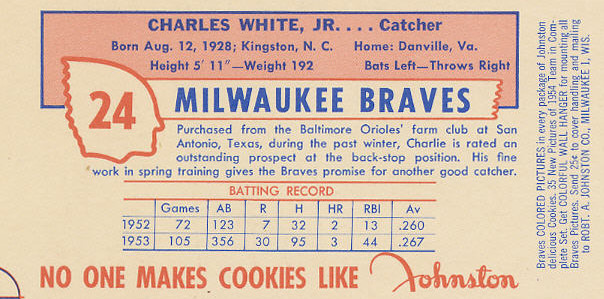 CHARLES WHITE, JR. . . . Catcher
Born Aug. 12, 1928; Kingston, N. C. Home: Danville, Va.
Height 5' 11"—Weight 192 Bats Left—Throws Right
24
MILWAUKEE BRAVES
Purchased from the Baltimore Orioles' farm club at San
Antonio, Texas, during the past winter, Charlie is rated an
outstanding prospect at the back-stop position. His fine
work in spring training gives the Braves promise for another good catcher.
BATTING RECORD
Games AB R H HR RBI Av
1952 72 123 7 32 2 13 .260
1953 105 356 30 95 3 44 .267
NO ONE MAKES COOKIES LIKE Johnston
Braves COLORED PICTURES in every package of Johnston
delicious Cookies. 35 New Pictures of 1954 Team in Com-
plete Set. Get COLORFUL WALL HANGER for mounting all
Braves Pictures. Send 25¢ to cover handling and mailing
to ROBT. A. JOHNSTON CO., MILWAUKEE 1, WIS.